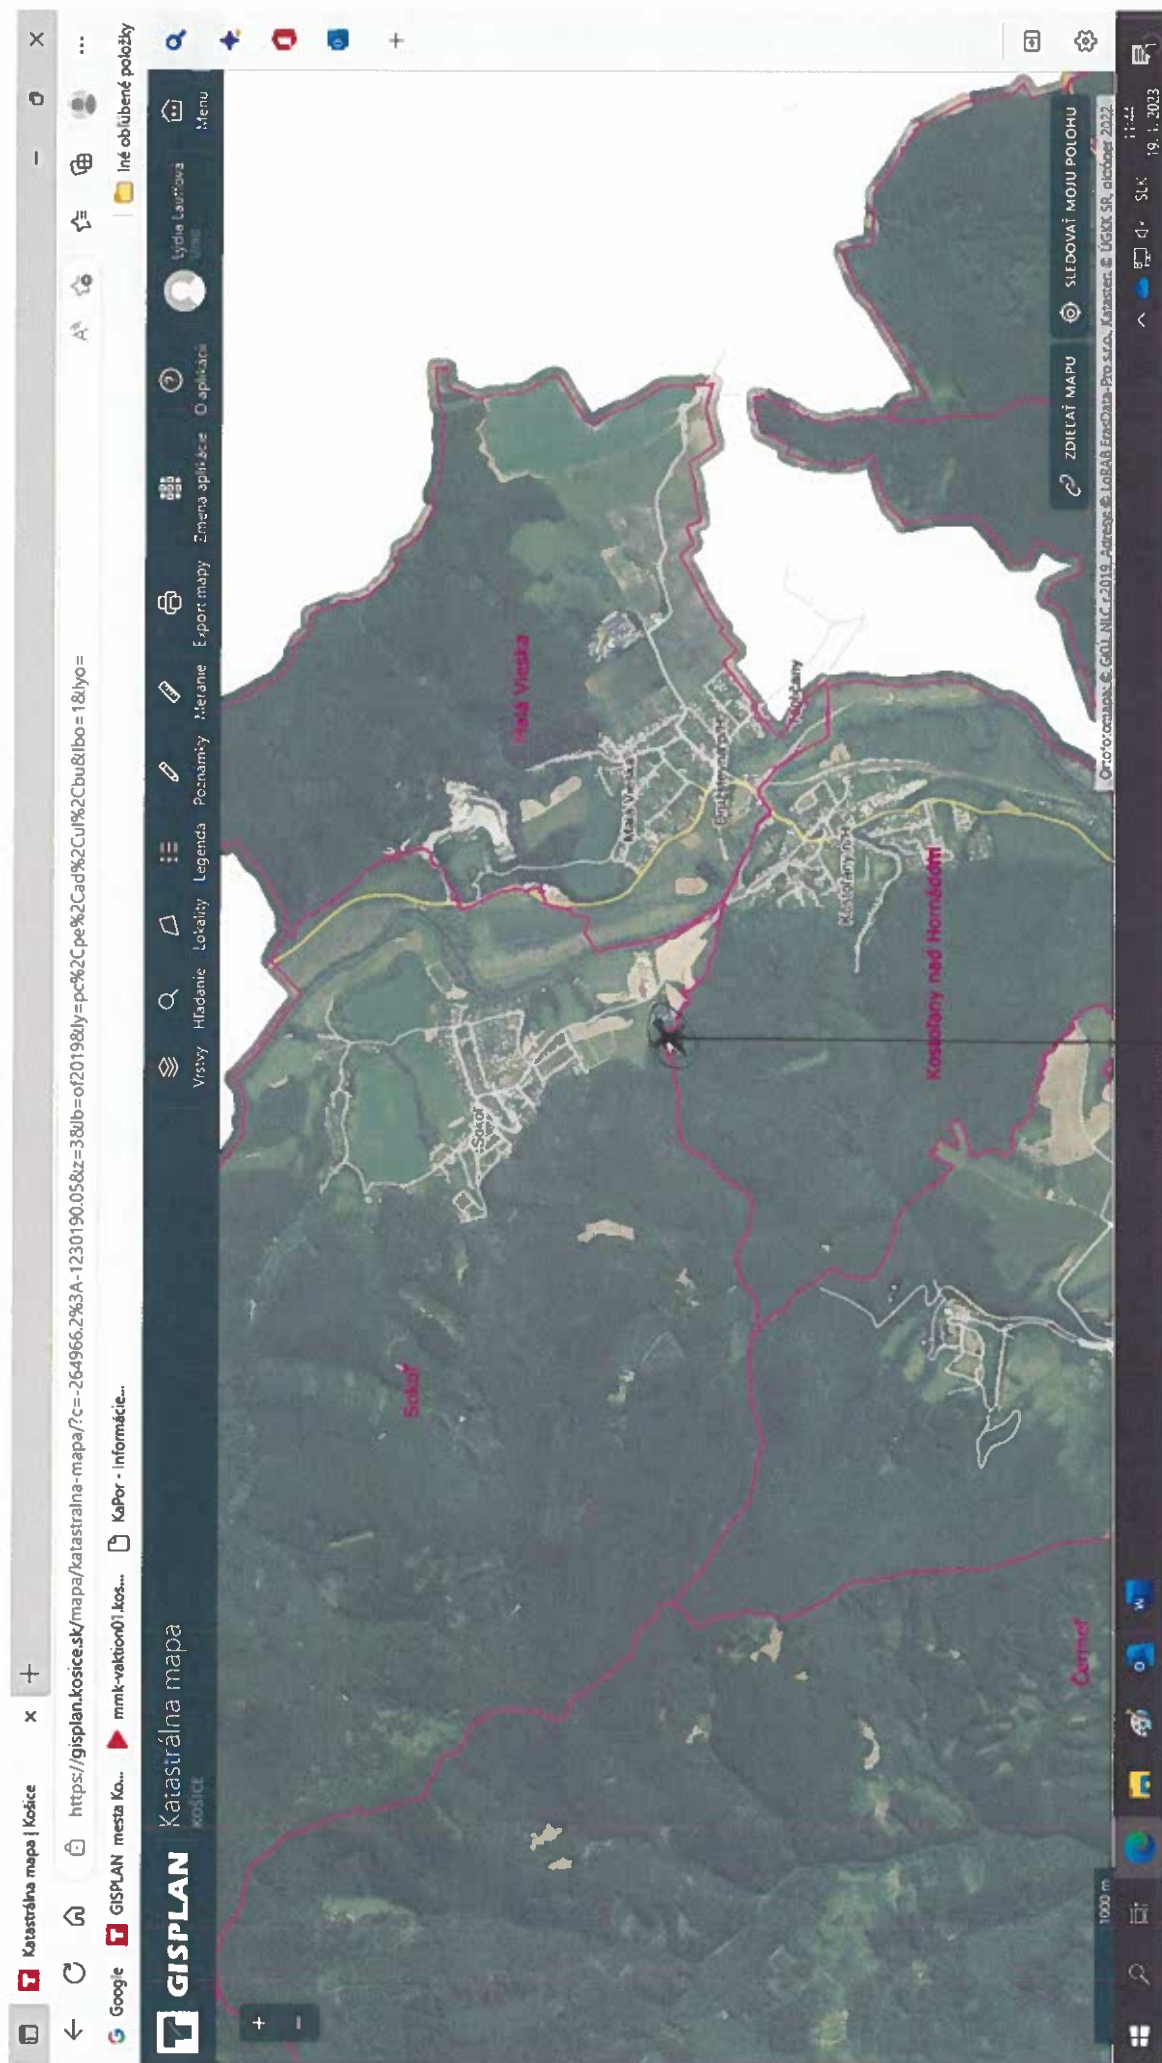 Katastrálna mapa | Košice
https://gisplan.kosice.sk/mapa/katastralna-mapa/?c=-264966.2%3A-1230190.05&z=3&lb=of2019&ly=pc%2Cpe%2Cad%2Cul%2Cbu&lbo=1&lyo=
Google
GISPLAN mesta Ko...
mmk-vaktion01.kos...
KaPor - Informácie...
Iné obľúbené položky
GISPLAN
Katastrálna mapa
KOŠICE
Vrstvy
Hľadanie
Lokality
Legenda
Poznámky
Meranie
Export mapy
Zmena aplikácie
O aplikácii
Menu
Sokoľ
Sokoľ
Malá Vieska
Malá Vieska
Kostoľany n.H.
Kostoľany nad Hornádom
Čermeľ
1000 m
ZDIEĽAŤ MAPU
SLEDOVAŤ MOJU POLOHU
SLK
11:44
19. 1. 2023